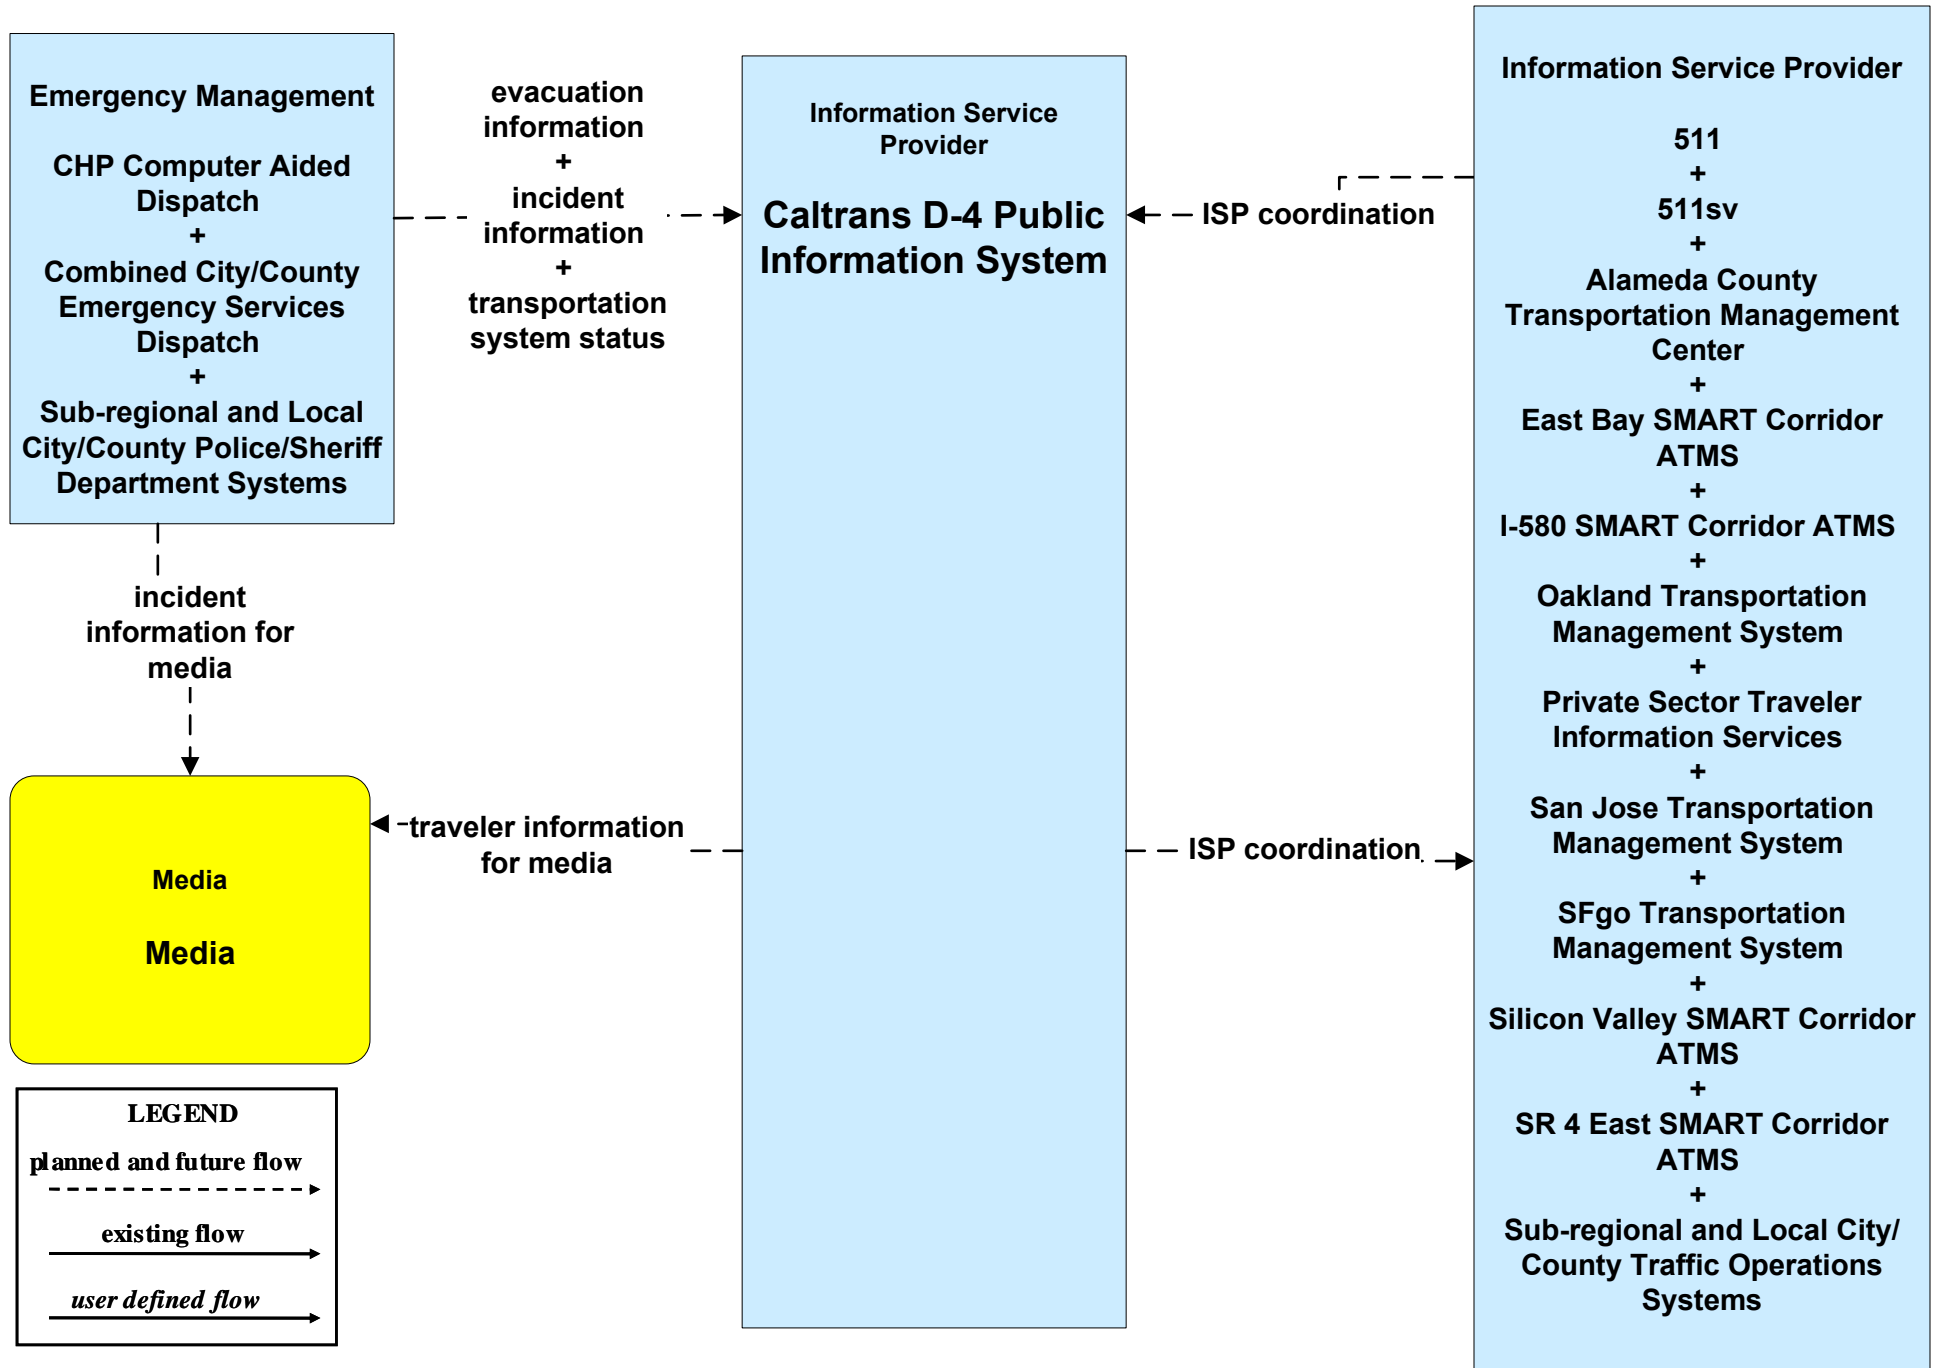 Emergency Management
CHP Computer Aided
Dispatch
+
Combined City/County
Emergency Services
Dispatch
+
Sub-regional and Local
City/County Police/Sheriff
Department Systems
evacuation
information
+
incident
information
+
transportation
system status
Information Service
Provider
Caltrans D-4 Public
Information System
ISP coordination
Information Service Provider
511
+
511sv
+
Alameda County
Transportation Management
Center
+
East Bay SMART Corridor
ATMS
+
I-580 SMART Corridor ATMS
+
Oakland Transportation
Management System
+
Private Sector Traveler
Information Services
+
San Jose Transportation
Management System
+
SFgo Transportation
Management System
+
Silicon Valley SMART Corridor
ATMS
+
SR 4 East SMART Corridor
ATMS
+
Sub-regional and Local City/
County Traffic Operations
Systems
incident
information for
media
traveler information
for media
ISP coordination
Media
Media
LEGEND
planned and future flow
existing flow
user defined flow